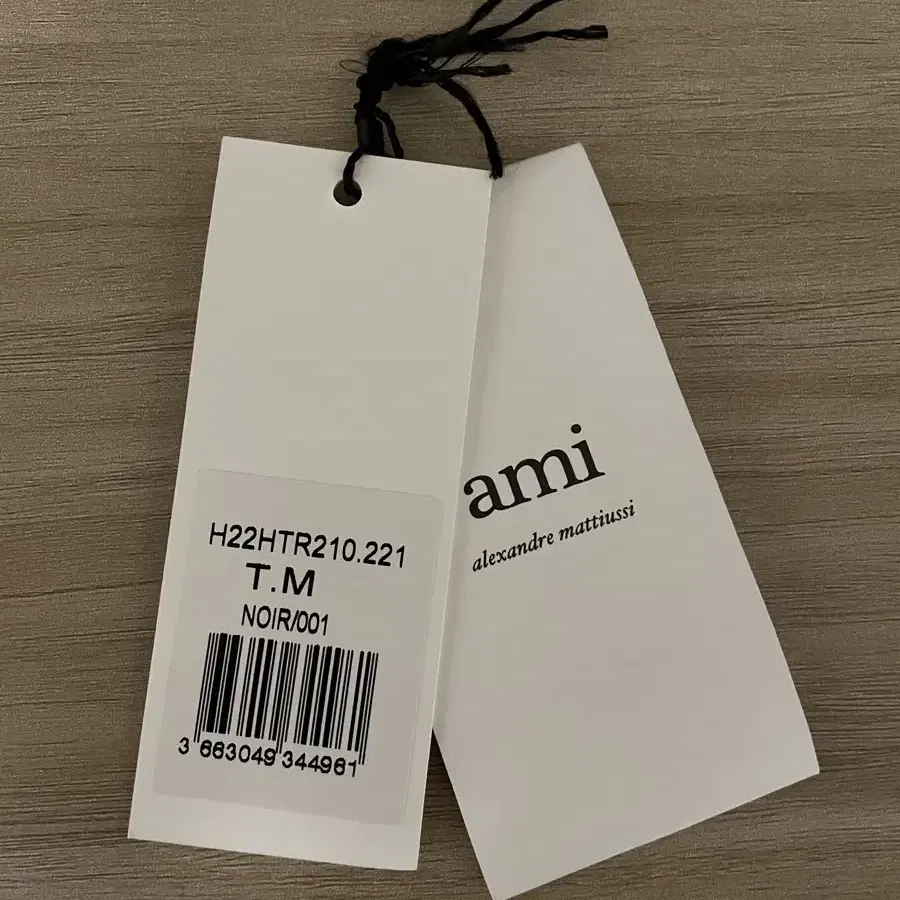 H22HTR210.221
T.M
NOIR/001
3 663049 344961
ami
alexandre mattiussi